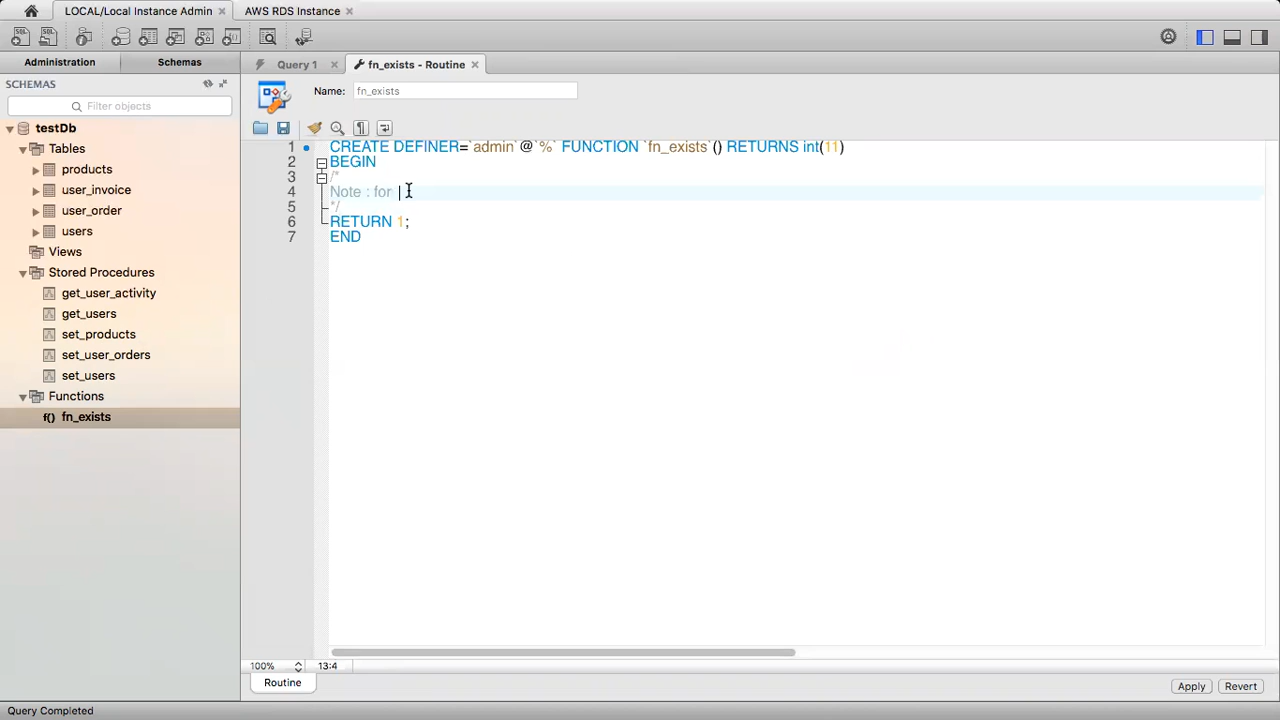 LOCAL/Local Instance Admin
AWS RDS Instance
Administration
Schemas
SCHEMAS
Filter objects
testDb
Tables
products
user_invoice
user_order
users
Views
Stored Procedures
get_user_activity
get_users
set_products
set_user_orders
set_users
Functions
f() fn_exists
Query 1
fn_exists - Routine
Name: fn_exists
1 CREATE DEFINER=`admin`@`%` FUNCTION `fn_exists`() RETURNS int(11)
2 BEGIN
3 /*
4 Note : for
5 */
6 RETURN 1;
7 END
100%
13:4
Routine
Apply
Revert
Query Completed